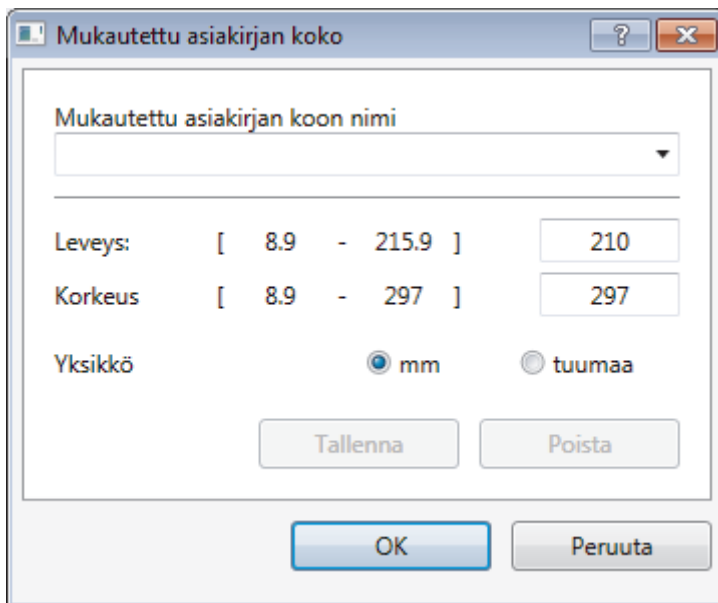 Mukautettu asiakirjan koko
Mukautettu asiakirjan koon nimi
Leveys: [ 8.9 - 215.9 ] 210
Korkeus [ 8.9 - 297 ] 297
Yksikkö mm tuumaa
Tallenna Poista
OK Peruuta